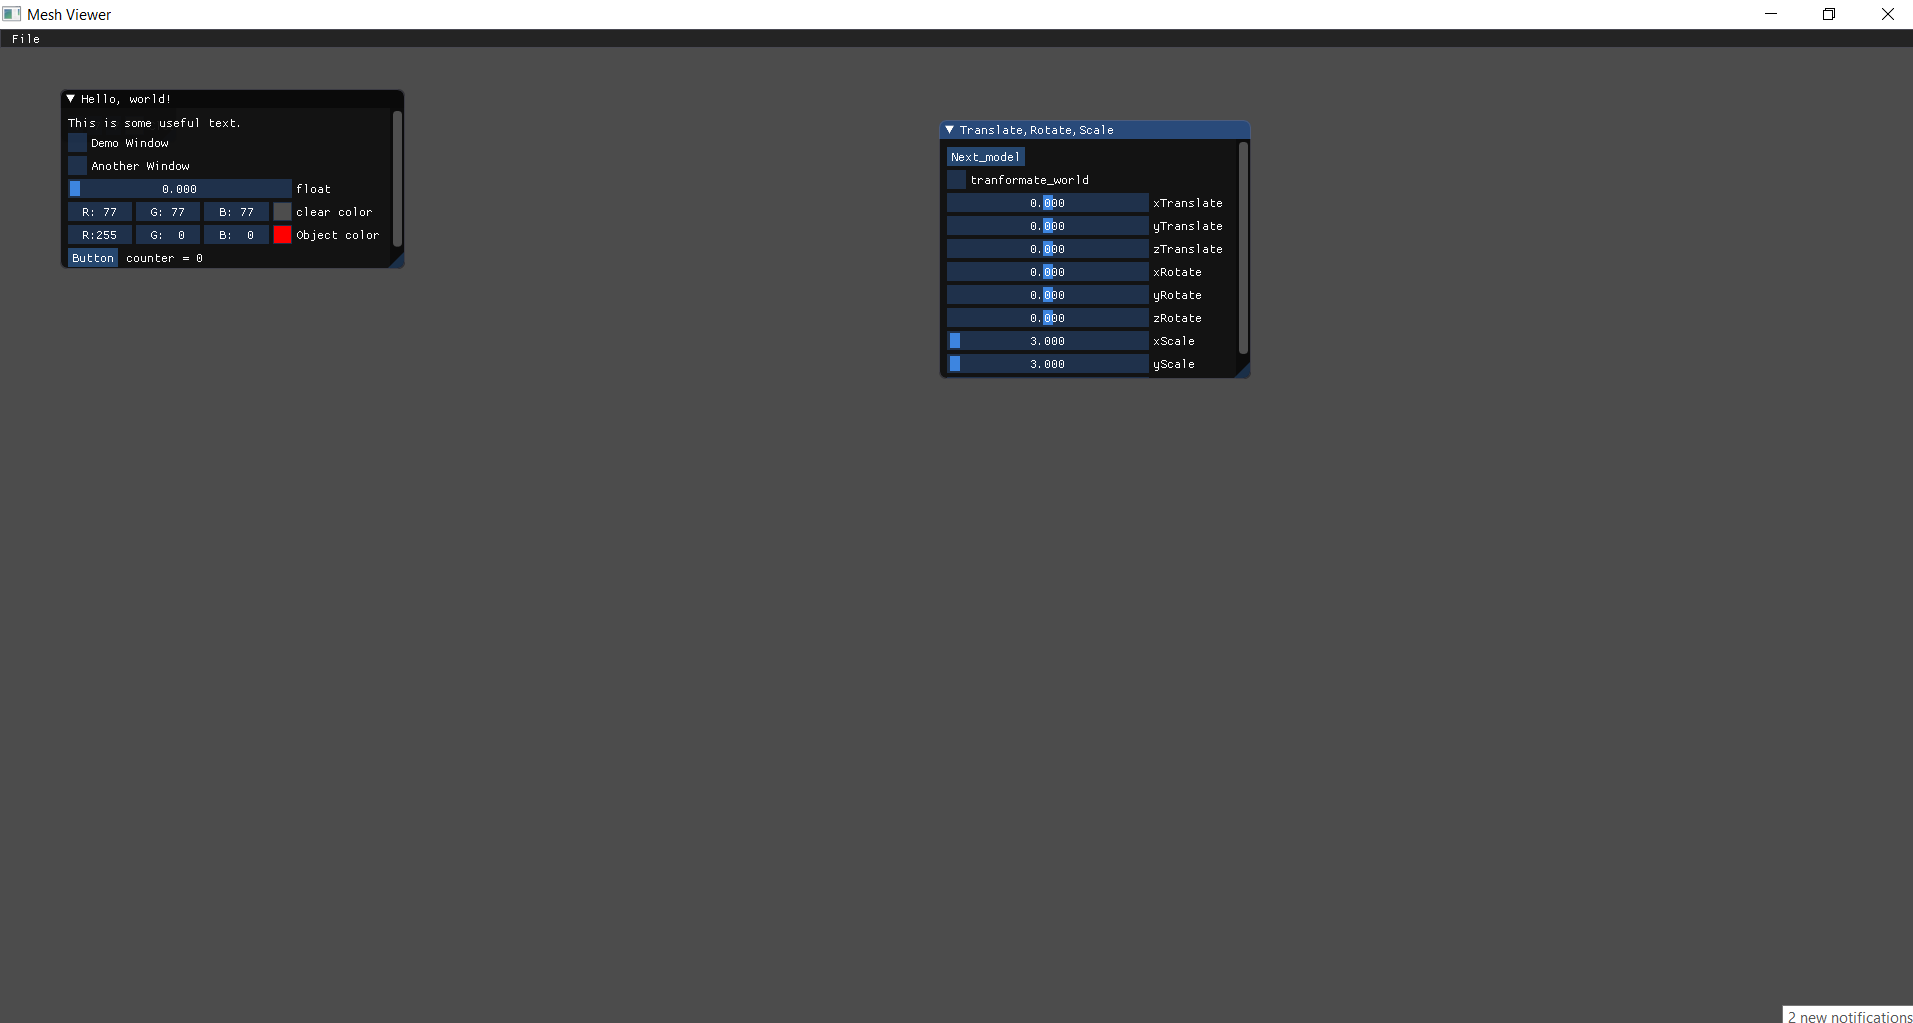 Mesh Viewer
File
Hello, world!
This is some useful text.
Demo Window
Another Window
0.000 float
R: 77 G: 77 B: 77 clear color
R:255 G: 0 B: 0 Object color
Button counter = 0
Translate,Rotate,Scale
Next_model
tranformate_world
0.000 xTranslate
0.000 yTranslate
0.000 zTranslate
0.000 xRotate
0.000 yRotate
0.000 zRotate
3.000 xScale
3.000 yScale
2 new notifications